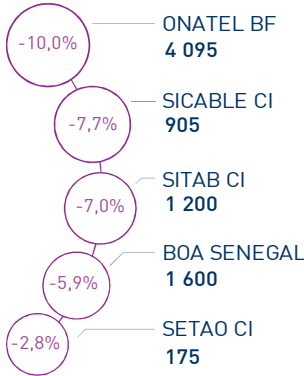 -10,0%
ONATEL BF
4 095
-7,7%
SICABLE CI
905
-7,0%
SITAB CI
1 200
-5,9%
BOA SENEGAL
1 600
-2,8%
SETAO CI
175